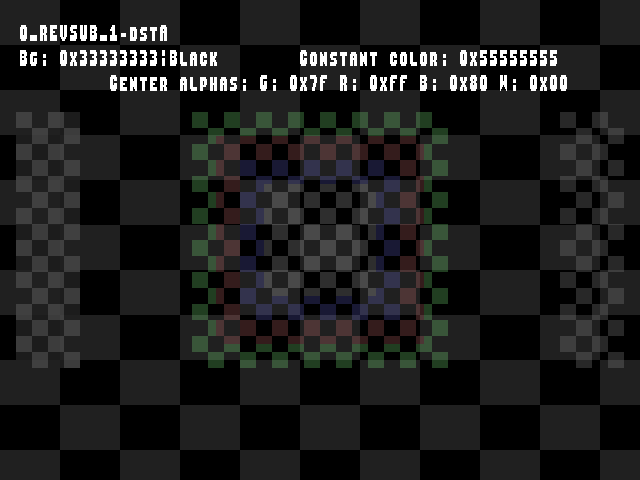 0_REVSUB_1-dstA
Bg: 0x33333333¦Black Constant color: 0x55555555
Center alphas: G: 0x7f R: 0xff B: 0x80 W: 0x00